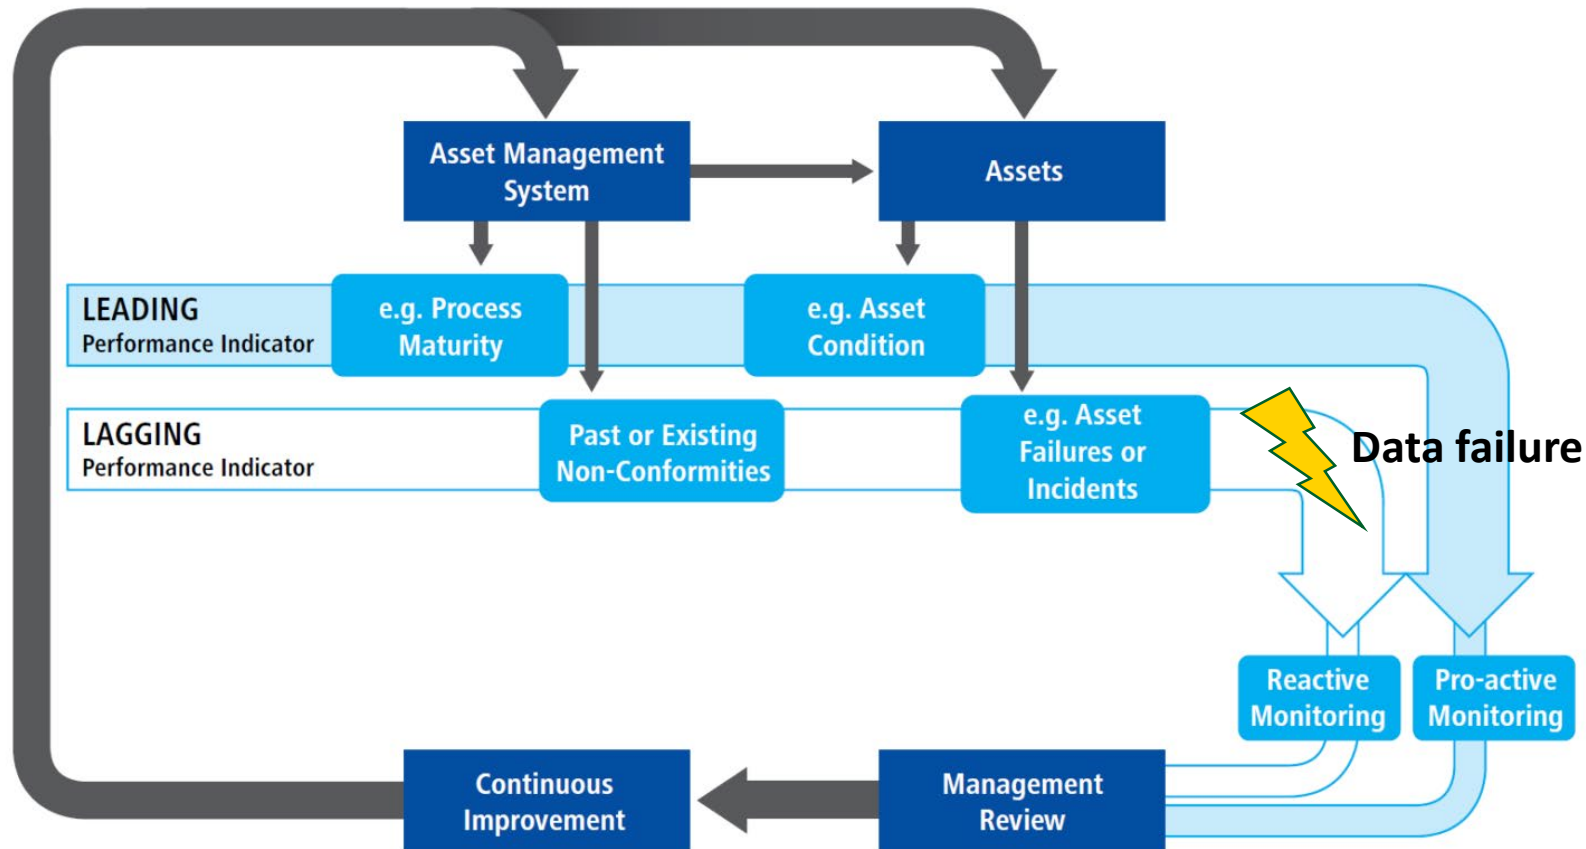 Asset Management
System
Assets
LEADING
Performance Indicator
e.g. Process
Maturity
e.g. Asset
Condition
LAGGING
Performance Indicator
Past or Existing
Non-Conformities
e.g. Asset
Failures or
Incidents
Data failure
Reactive
Monitoring
Pro-active
Monitoring
Continuous
Improvement
Management
Review